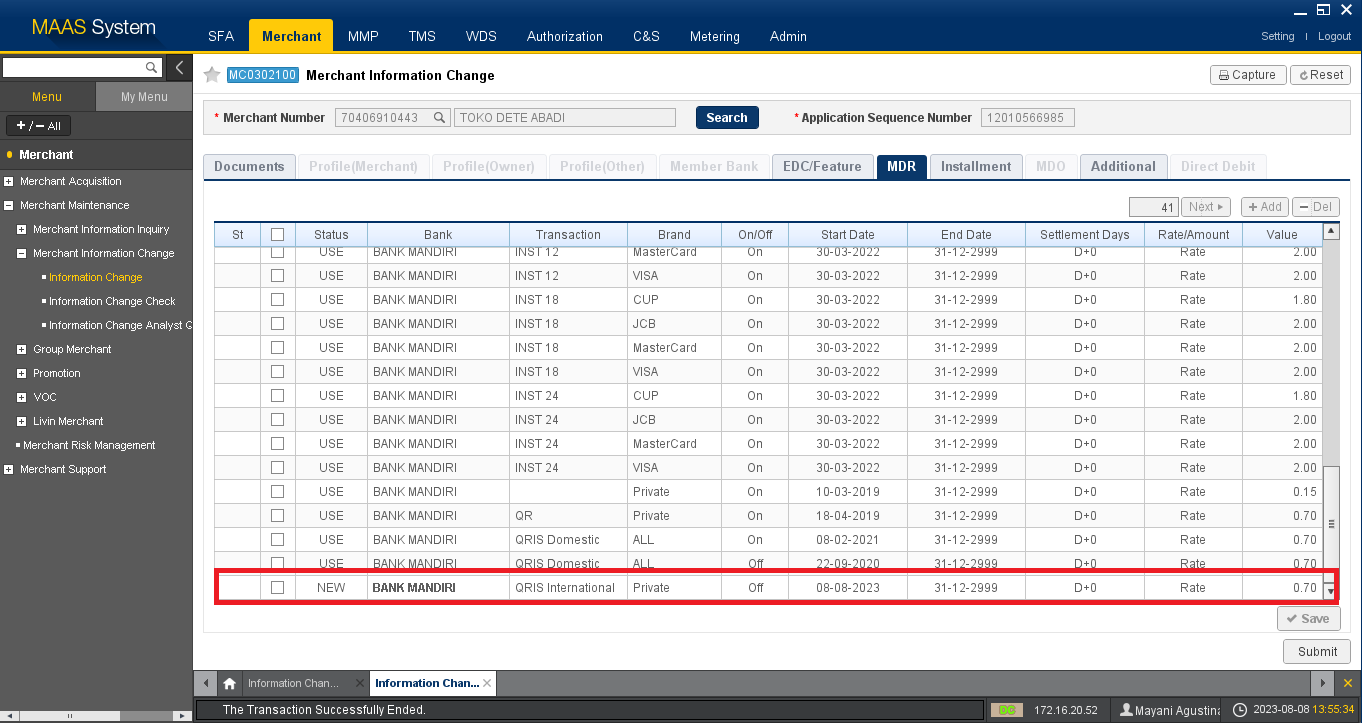 MAAS System
SFA Merchant MMP TMS WDS Authorization C&S Metering Admin
Setting Logout
Menu My Menu
+/− All
Merchant
Merchant Acquisition
Merchant Maintenance
Merchant Information Inquiry
Merchant Information Change
Information Change
Information Change Check
Information Change Analyst
Group Merchant
Promotion
VOC
Livin Merchant
Merchant Risk Management
Merchant Support
MC0302100 Merchant Information Change
Capture Reset
* Merchant Number 70406910443 TOKO DETE ABADI Search * Application Sequence Number 12010566985
Documents Profile(Merchant) Profile(Owner) Profile(Other) Member Bank EDC/Feature MDR Installment MDO Additional Direct Debit
41 Next + Add − Del
St Status Bank Transaction Brand On/Off Start Date End Date Settlement Days Rate/Amount Value
USE BANK MANDIRI INST 12 MasterCard On 30-03-2022 31-12-2999 D+0 Rate 2.00
USE BANK MANDIRI INST 12 VISA On 30-03-2022 31-12-2999 D+0 Rate 2.00
USE BANK MANDIRI INST 18 CUP On 30-03-2022 31-12-2999 D+0 Rate 1.80
USE BANK MANDIRI INST 18 JCB On 30-03-2022 31-12-2999 D+0 Rate 2.00
USE BANK MANDIRI INST 18 MasterCard On 30-03-2022 31-12-2999 D+0 Rate 2.00
USE BANK MANDIRI INST 18 VISA On 30-03-2022 31-12-2999 D+0 Rate 2.00
USE BANK MANDIRI INST 24 CUP On 30-03-2022 31-12-2999 D+0 Rate 1.80
USE BANK MANDIRI INST 24 JCB On 30-03-2022 31-12-2999 D+0 Rate 2.00
USE BANK MANDIRI INST 24 MasterCard On 30-03-2022 31-12-2999 D+0 Rate 2.00
USE BANK MANDIRI INST 24 VISA On 30-03-2022 31-12-2999 D+0 Rate 2.00
USE BANK MANDIRI Private On 10-03-2019 31-12-2999 D+0 Rate 0.15
USE BANK MANDIRI QR Private On 18-04-2019 31-12-2999 D+0 Rate 0.70
USE BANK MANDIRI QRIS Domestic ALL On 08-02-2021 31-12-2999 D+0 Rate 0.70
USE BANK MANDIRI QRIS Domestic ALL Off 22-09-2020 31-12-2999 D+0 Rate 0.70
NEW BANK MANDIRI QRIS International Private Off 08-08-2023 31-12-2999 D+0 Rate 0.70
Save
Submit
Information Chan... Information Chan...
The Transaction Successfully Ended. DC 172.16.20.52 Mayani Agustina 2023-08-08 13:55:34